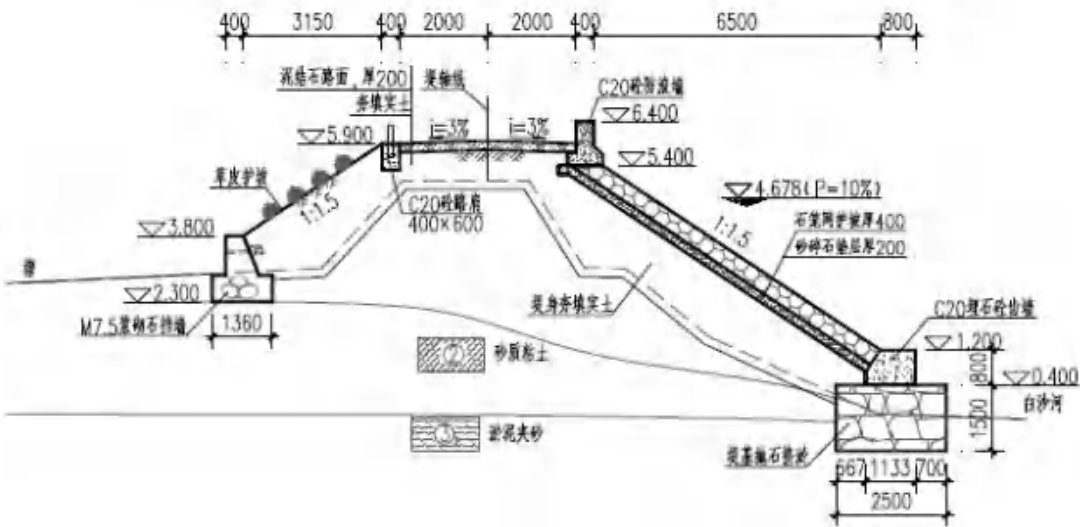 400 3150 400 2000 2000 400 6500 800
泥结石路面，厚200
夯填实土
堤轴线
C20砼防浪墙
6.400
5.900
i=3% i=3%
5.400
草皮护坡
1:1.5
C20砼路肩
400×600
4.678(P=10%)
1:1.5
石笼网护坡厚400
砂碎石垫层厚200
3.800
塘
2.300
M7.5浆砌石挡墙
1360
堤身夯填实土
C20埋石砼齿墙
1.200
800
0.400
白沙河
② 砂质粘土
1500
③ 淤泥夹砂
堤基抛石挤淤
667 1133 700
2500